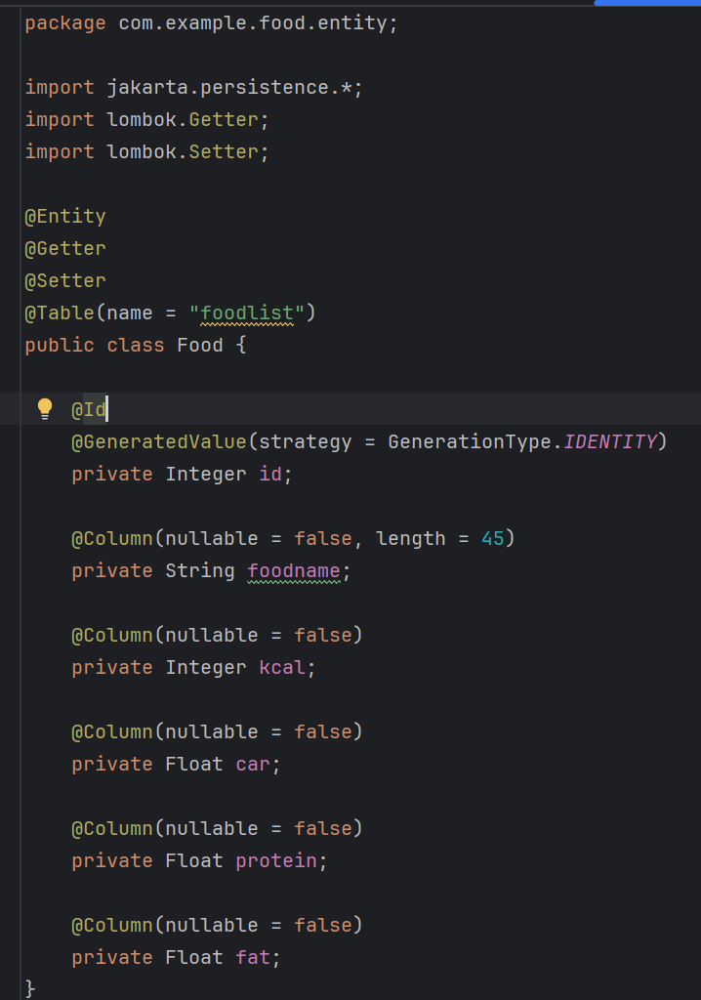 package com.example.food.entity;
import jakarta.persistence.*;
import lombok.Getter;
import lombok.Setter;
@Entity
@Getter
@Setter
@Table(name = "foodlist")
public class Food {
@Id
@GeneratedValue(strategy = GenerationType.IDENTITY)
private Integer id;
@Column(nullable = false, length = 45)
private String foodname;
@Column(nullable = false)
private Integer kcal;
@Column(nullable = false)
private Float car;
@Column(nullable = false)
private Float protein;
@Column(nullable = false)
private Float fat;
}